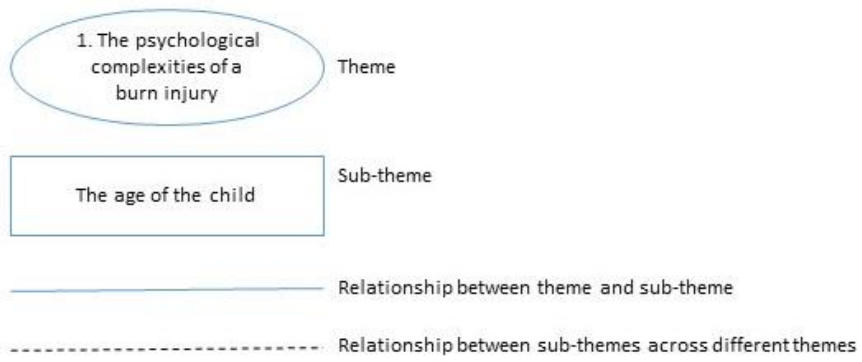 1. The psychological
complexities of a
burn injury
Theme
The age of the child
Sub-theme
Relationship between theme and sub-theme
Relationship between sub-themes across different themes